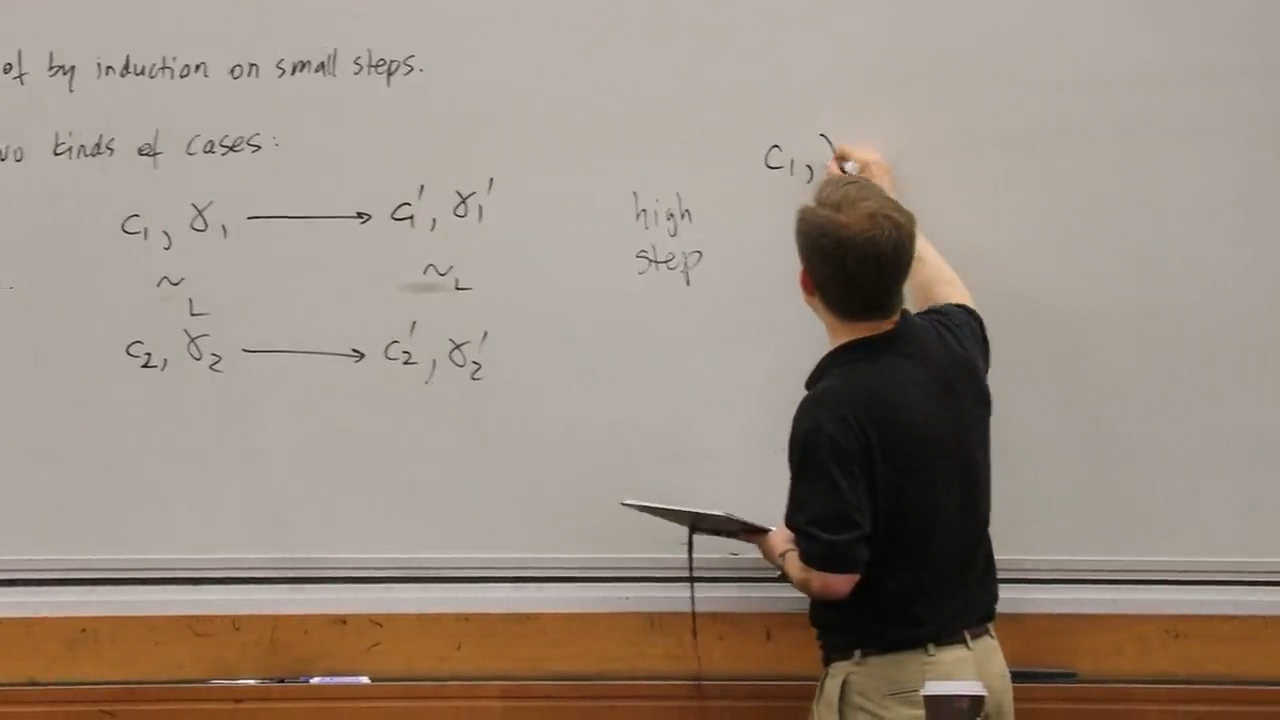 of by induction on small steps.
wo kinds of cases:
c₁, γ₁ ⟶ c₁', γ₁'
~L ~L
c₂, γ₂ ⟶ c₂', γ₂'
high
step
c₁,